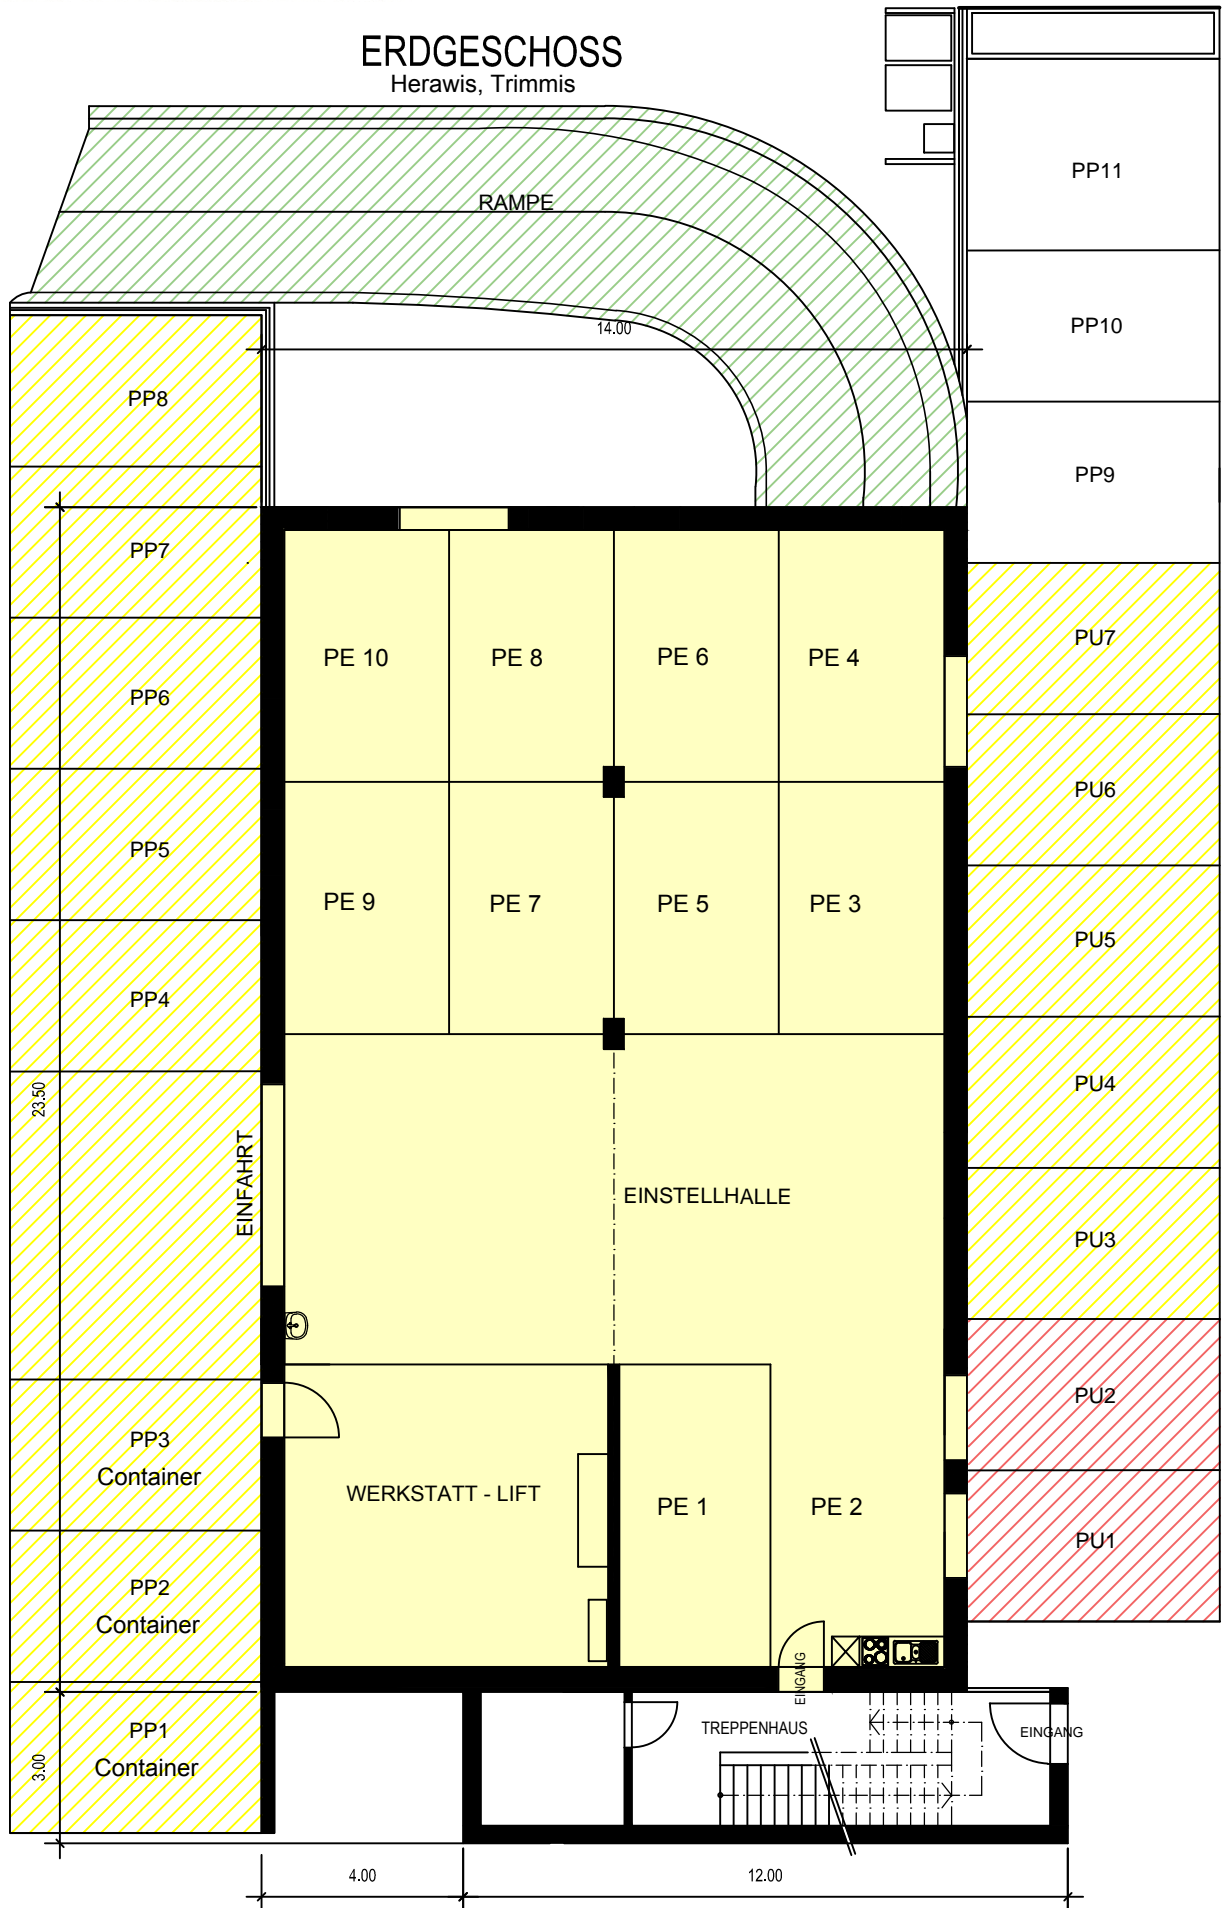 ERDGESCHOSS
Herawis, Trimmis
PP11
RAMPE
14.00
PP10
PP8
PP9
PP7
PE 10
PE 8
PE 6
PE 4
PU7
PP6
PU6
PP5
PE 9
PE 7
PE 5
PE 3
PU5
PP4
PU4
23.50
EINFAHRT
EINSTELLHALLE
PU3
PU2
PP3
Container
WERKSTATT - LIFT
PE 1
PE 2
PU1
PP2
Container
EINGANG
PP1
Container
TREPPENHAUS
EINGANG
3.00
4.00
12.00